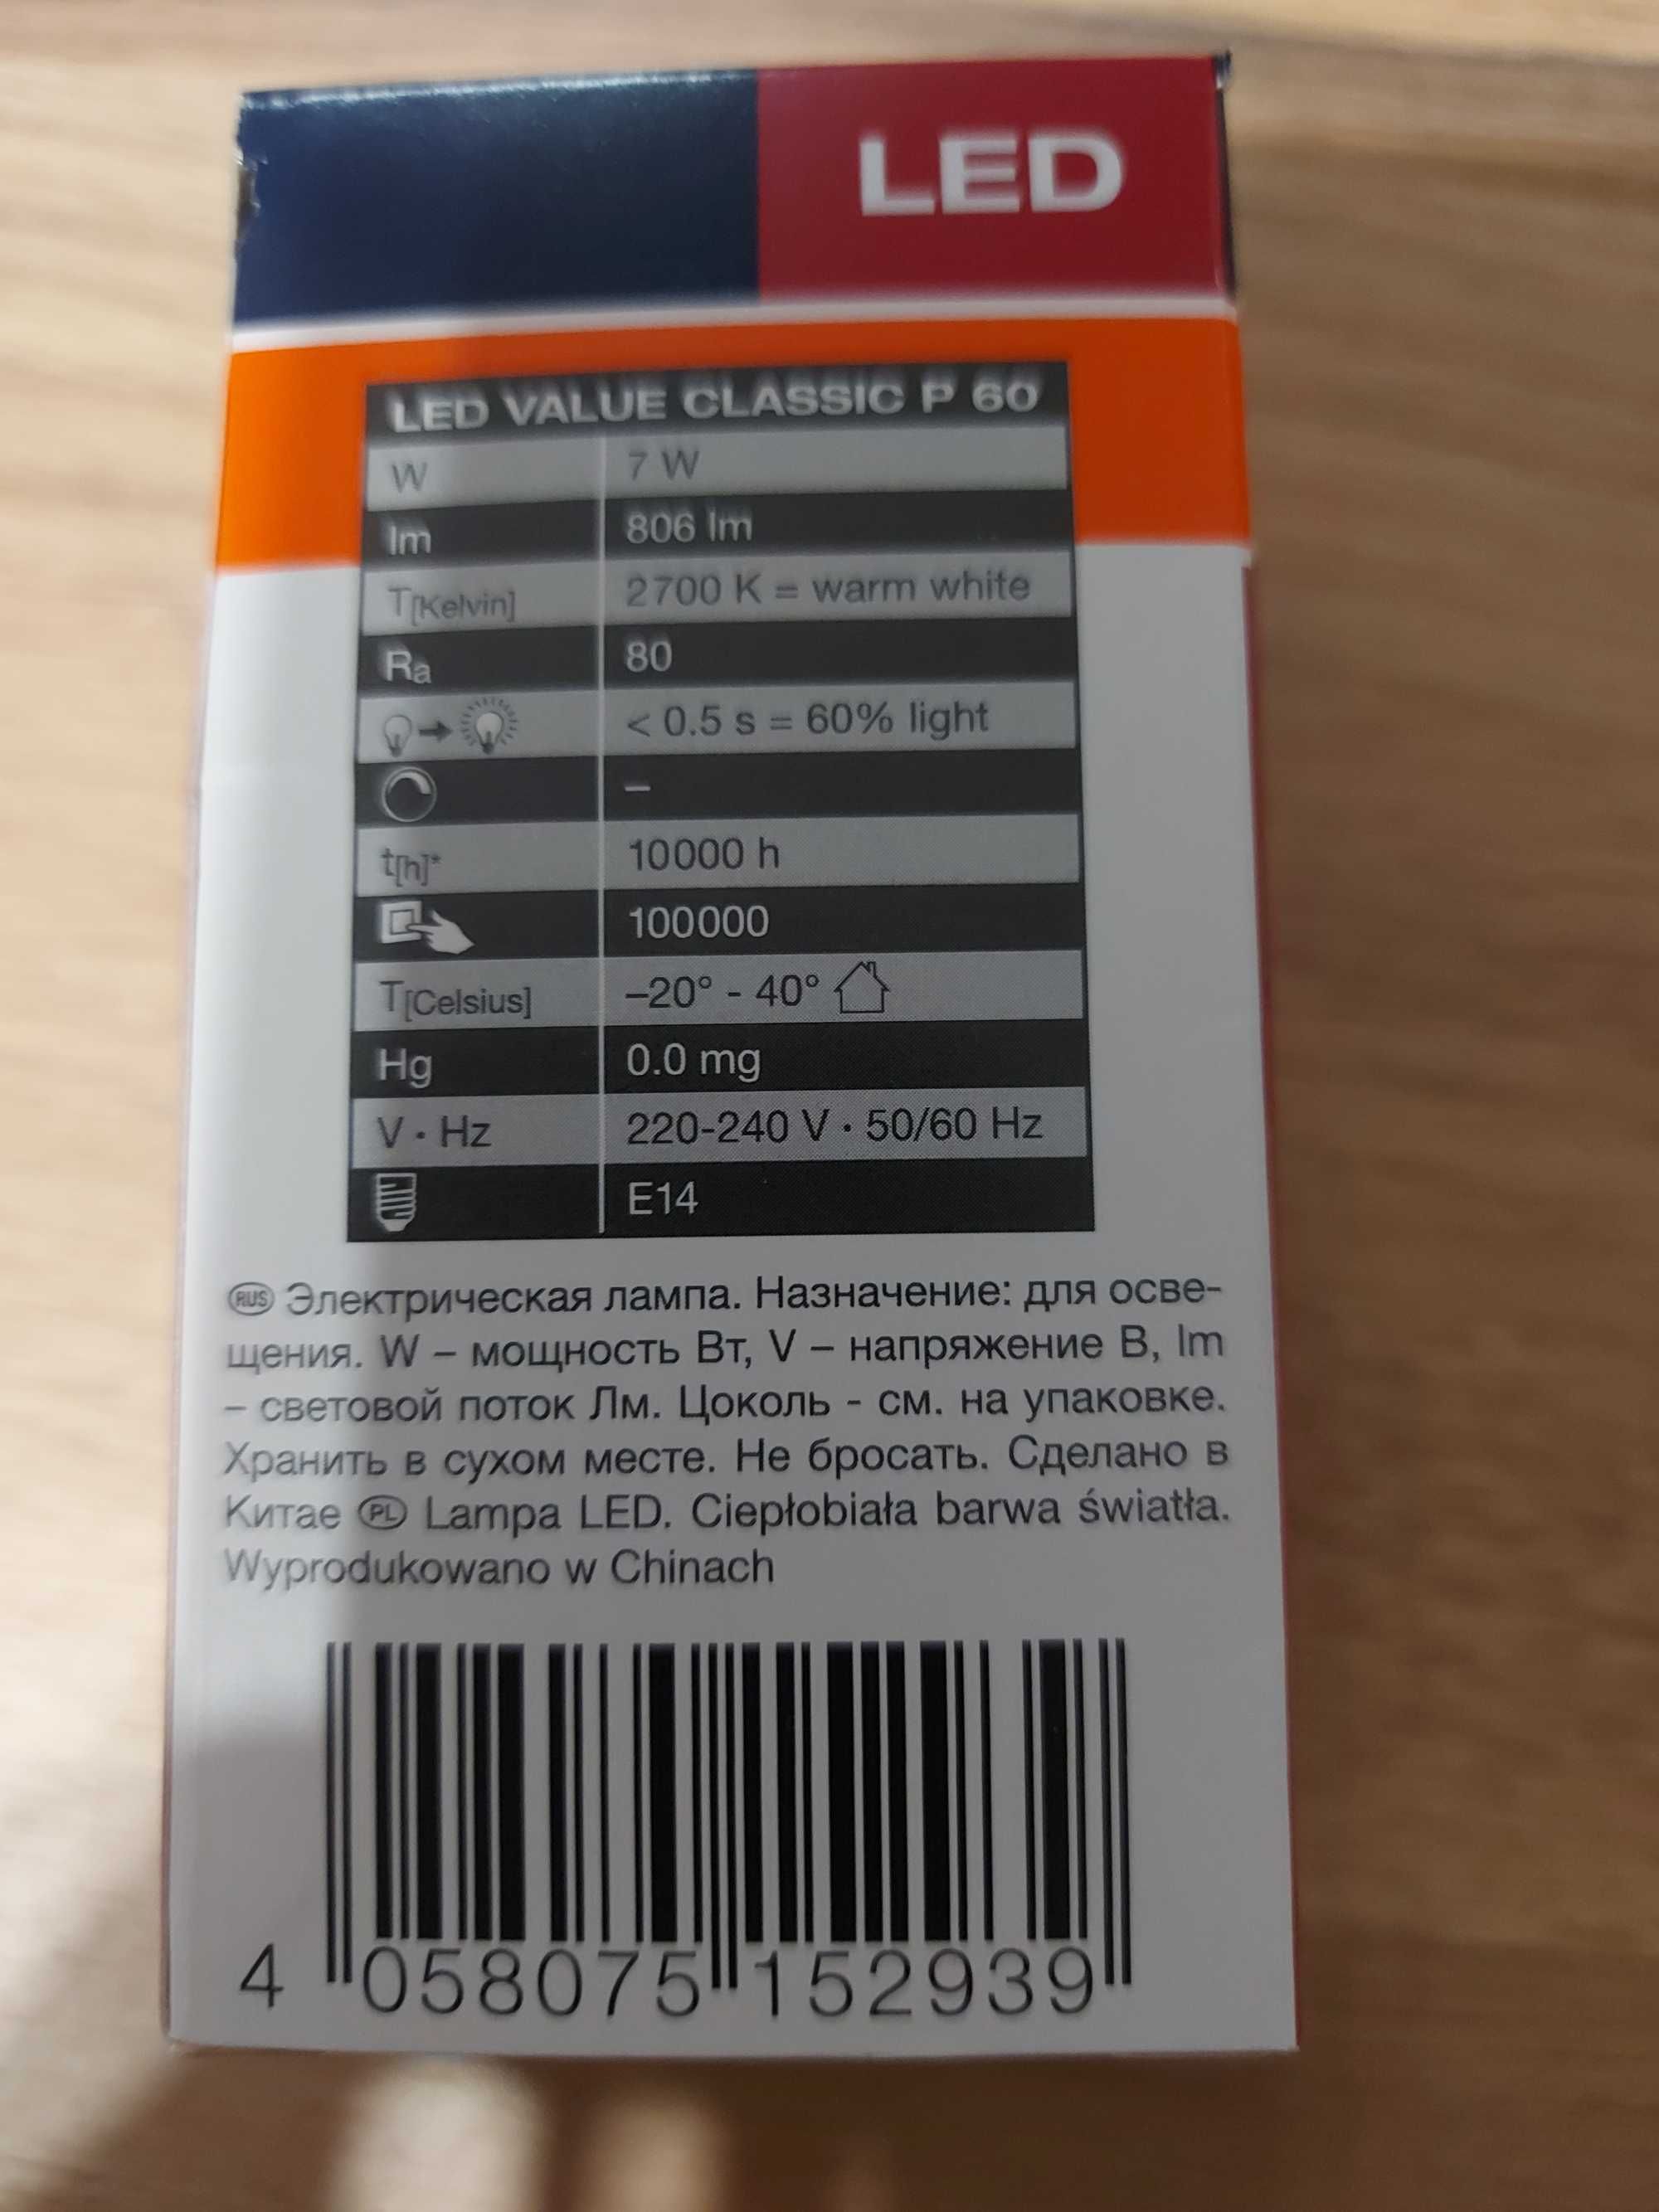 LED
LED VALUE CLASSIC P 60
W 7 W
lm 806 lm
T[Kelvin] 2700 K = warm white
Ra 80
< 0.5 s = 60% light
–
t[h]* 10000 h
100000
T[Celsius] –20° - 40°
Hg 0.0 mg
V · Hz 220-240 V · 50/60 Hz
E14
RUS Электрическая лампа. Назначение: для осве-
щения. W – мощность Вт, V – напряжение В, lm
– световой поток Лм. Цоколь - см. на упаковке.
Хранить в сухом месте. Не бросать. Сделано в
Китае PL Lampa LED. Ciepłobiała barwa światła.
Wyprodukowano w Chinach
4 058075 152939